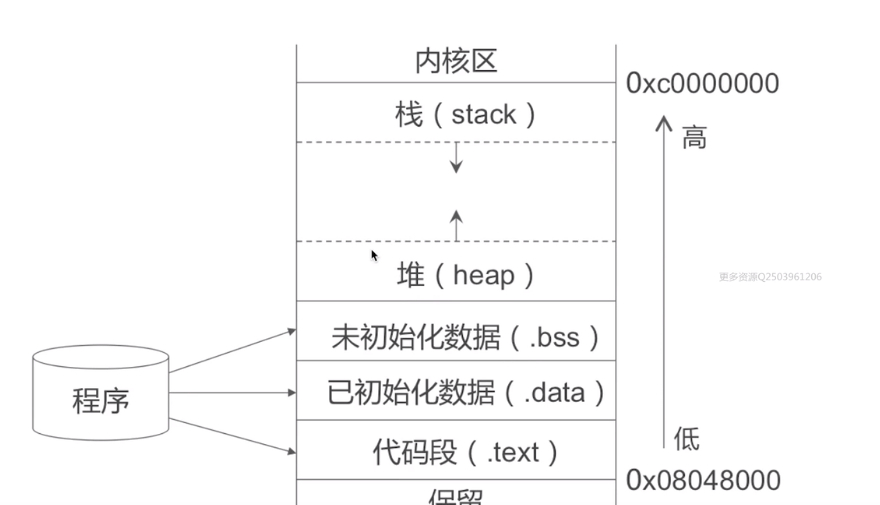 内核区
0xc0000000
栈（stack）
高
更多资源Q2503961206
堆（heap）
未初始化数据（.bss）
程序
已初始化数据（.data）
低
代码段（.text）
0x08048000
保留